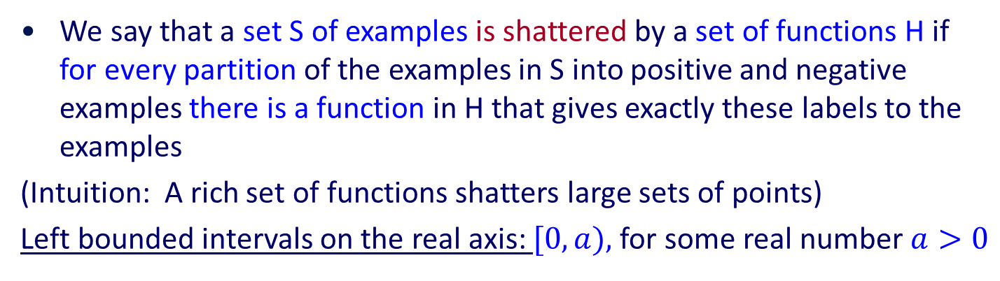 • We say that a set S of examples is shattered by a set of functions H if
for every partition of the examples in S into positive and negative
examples there is a function in H that gives exactly these labels to the
examples
(Intuition: A rich set of functions shatters large sets of points)
Left bounded intervals on the real axis: [0, a), for some real number a > 0